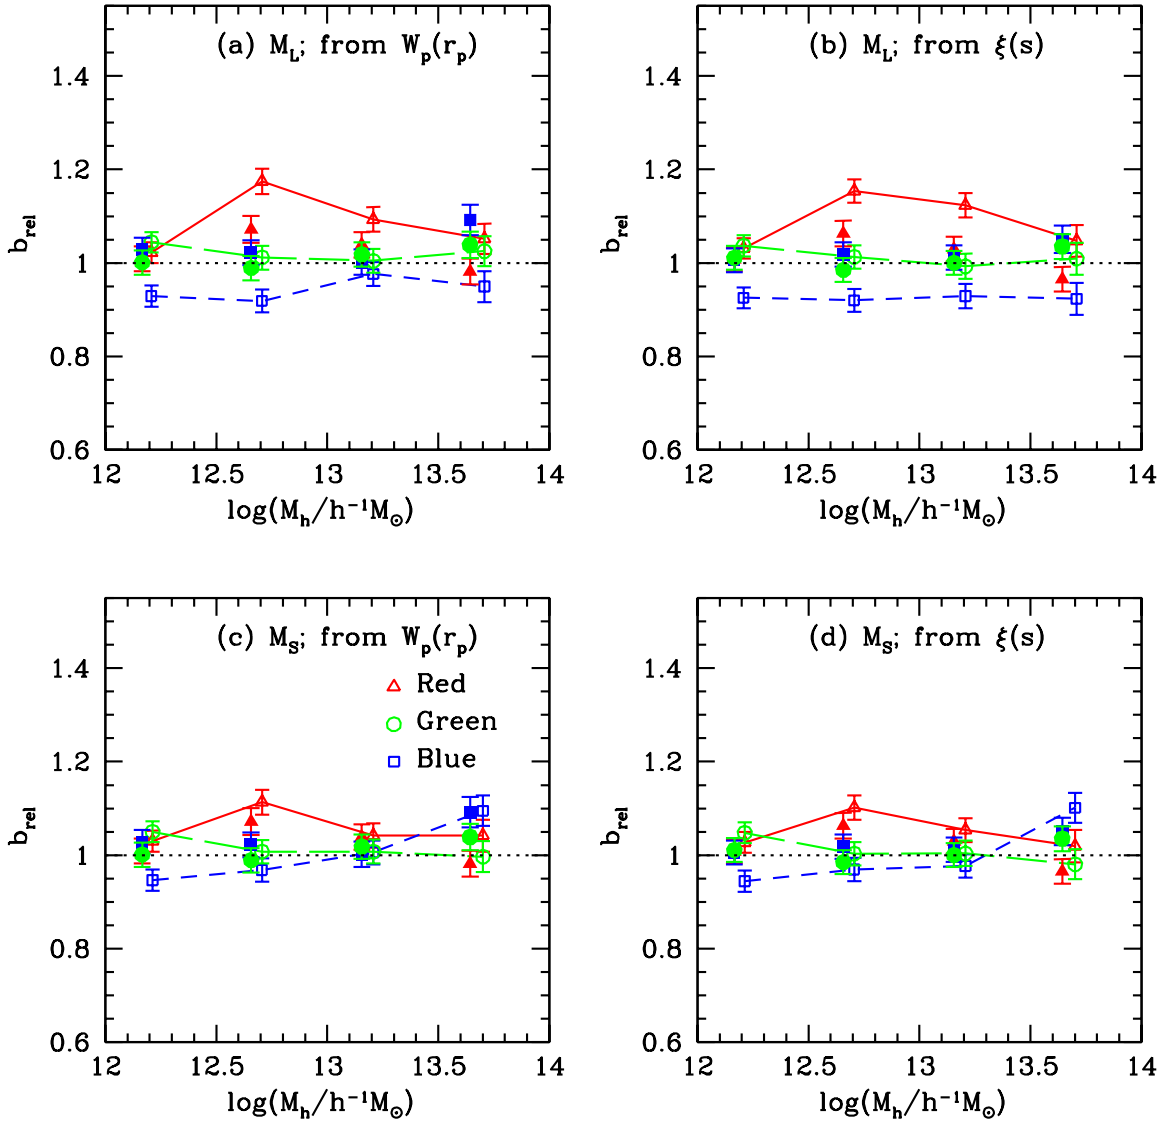 (a) M_L; from W_p(r_p)
1.4
1.2
1
0.8
0.6
b_rel
12 12.5 13 13.5 14
log(M_h/h⁻¹M_⊙)
(b) M_L; from ξ(s)
1.4
1.2
1
0.8
0.6
b_rel
12 12.5 13 13.5 14
log(M_h/h⁻¹M_⊙)
(c) M_S; from W_p(r_p)
Red
Green
Blue
1.4
1.2
1
0.8
0.6
b_rel
12 12.5 13 13.5 14
log(M_h/h⁻¹M_⊙)
(d) M_S; from ξ(s)
1.4
1.2
1
0.8
0.6
b_rel
12 12.5 13 13.5 14
log(M_h/h⁻¹M_⊙)